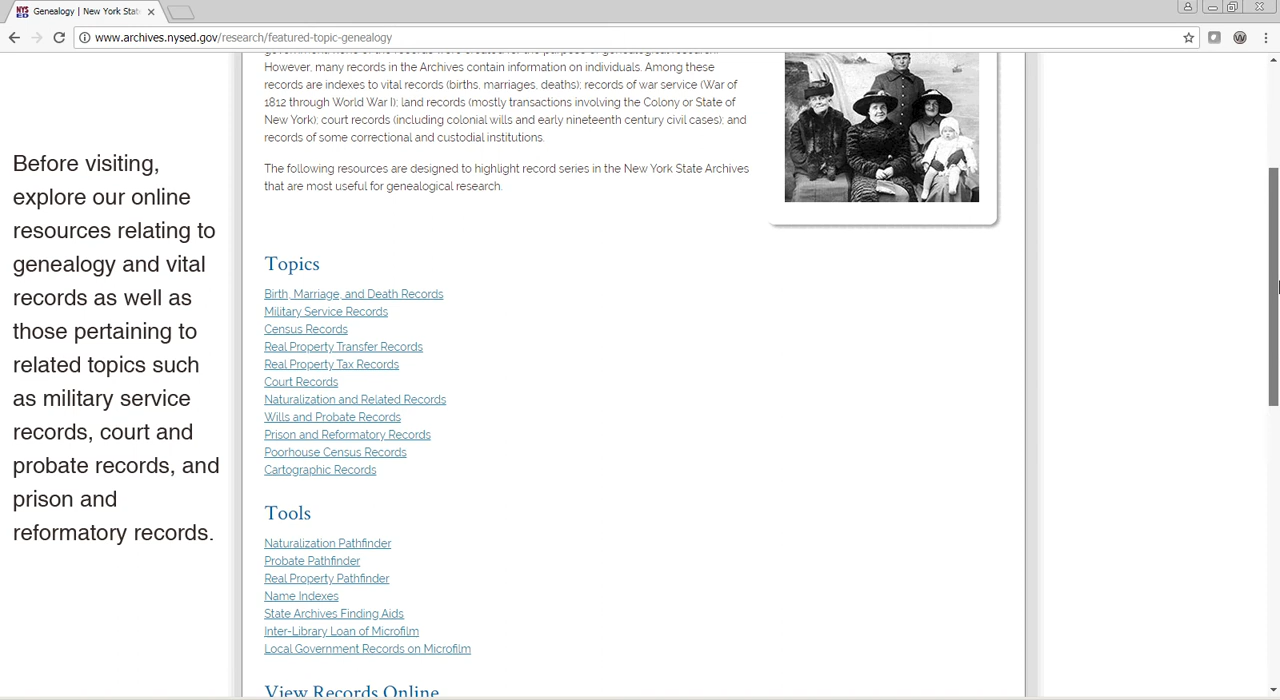 Genealogy | New York Stat
www.archives.nysed.gov/research/featured-topic-genealogy
Before visiting,
explore our online
resources relating to
genealogy and vital
records as well as
those pertaining to
related topics such
as military service
records, court and
probate records, and
prison and
reformatory records.
However, many records in the Archives contain information on individuals. Among these
records are indexes to vital records (births, marriages, deaths); records of war service (War of
1812 through World War I); land records (mostly transactions involving the Colony or State of
New York); court records (including colonial wills and early nineteenth century civil cases); and
records of some correctional and custodial institutions.
The following resources are designed to highlight record series in the New York State Archives
that are most useful for genealogical research.
Topics
Birth, Marriage, and Death Records
Military Service Records
Census Records
Real Property Transfer Records
Real Property Tax Records
Court Records
Naturalization and Related Records
Wills and Probate Records
Prison and Reformatory Records
Poorhouse Census Records
Cartographic Records
Tools
Naturalization Pathfinder
Probate Pathfinder
Real Property Pathfinder
Name Indexes
State Archives Finding Aids
Inter-Library Loan of Microfilm
Local Government Records on Microfilm
View Records Online